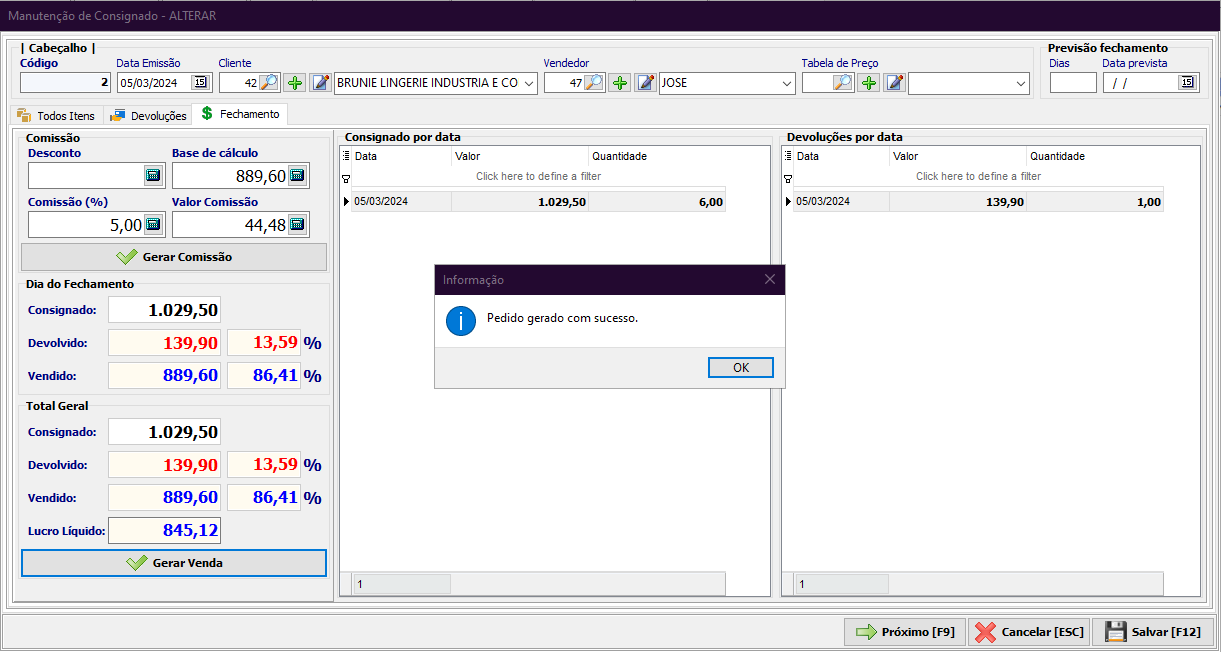 Manutenção de Consignado - ALTERAR
| Cabeçalho |
Código
Data Emissão
Cliente
Vendedor
Tabela de Preço
2
05/03/2024
15
42
BRUNIE LINGERIE INDUSTRIA E CO
47
JOSE
Previsão fechamento
Dias
Data prevista
/ /
15
Todos Itens
Devoluções
Fechamento
Comissão
Desconto
Base de cálculo
889,60
Comissão (%)
Valor Comissão
5,00
44,48
Gerar Comissão
Dia do Fechamento
Consignado: 1.029,50
Devolvido: 139,90 13,59 %
Vendido: 889,60 86,41 %
Total Geral
Consignado: 1.029,50
Devolvido: 139,90 13,59 %
Vendido: 889,60 86,41 %
Lucro Líquido: 845,12
Gerar Venda
Consignado por data
Data Valor Quantidade
Click here to define a filter
05/03/2024 1.029,50 6,00
1
Devoluções por data
Data Valor Quantidade
Click here to define a filter
05/03/2024 139,90 1,00
1
Informação
Pedido gerado com sucesso.
OK
Próximo [F9]
Cancelar [ESC]
Salvar [F12]